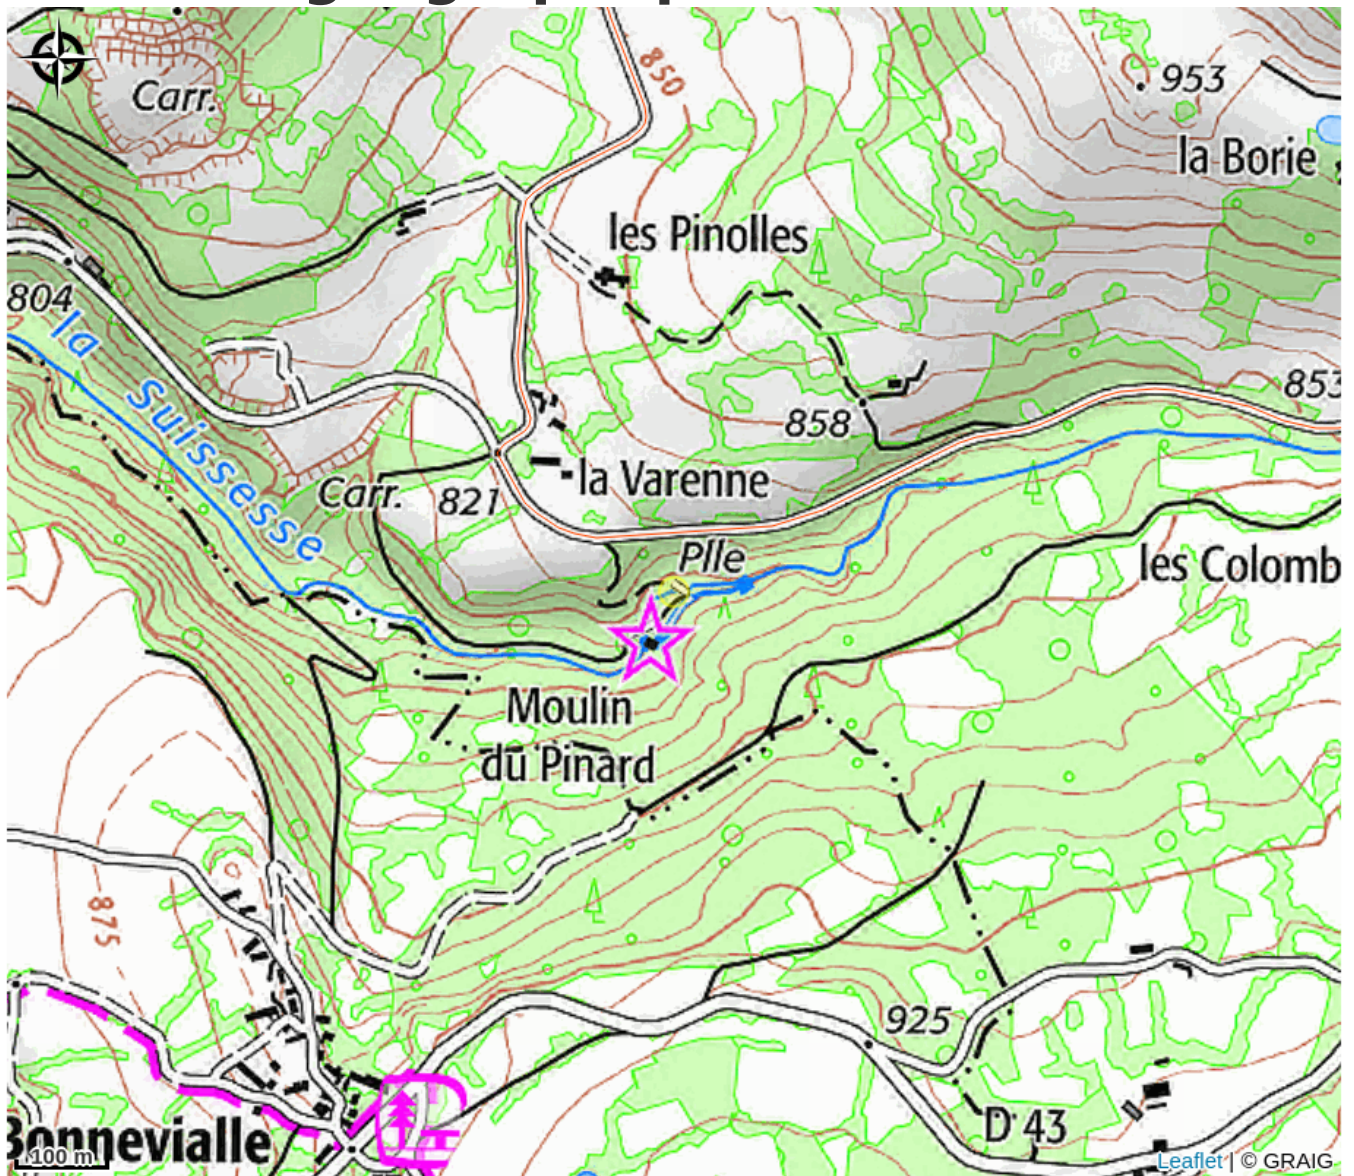 850
Carr.
953
la Borie
les Pinolles
804
la Suissesse
853
858
Carr. 821
la Varenne
Plle
les Colomb
Moulin
du Pinard
875
925
D 43
Bonnevialle
100 m
Leaflet | © GRAIG